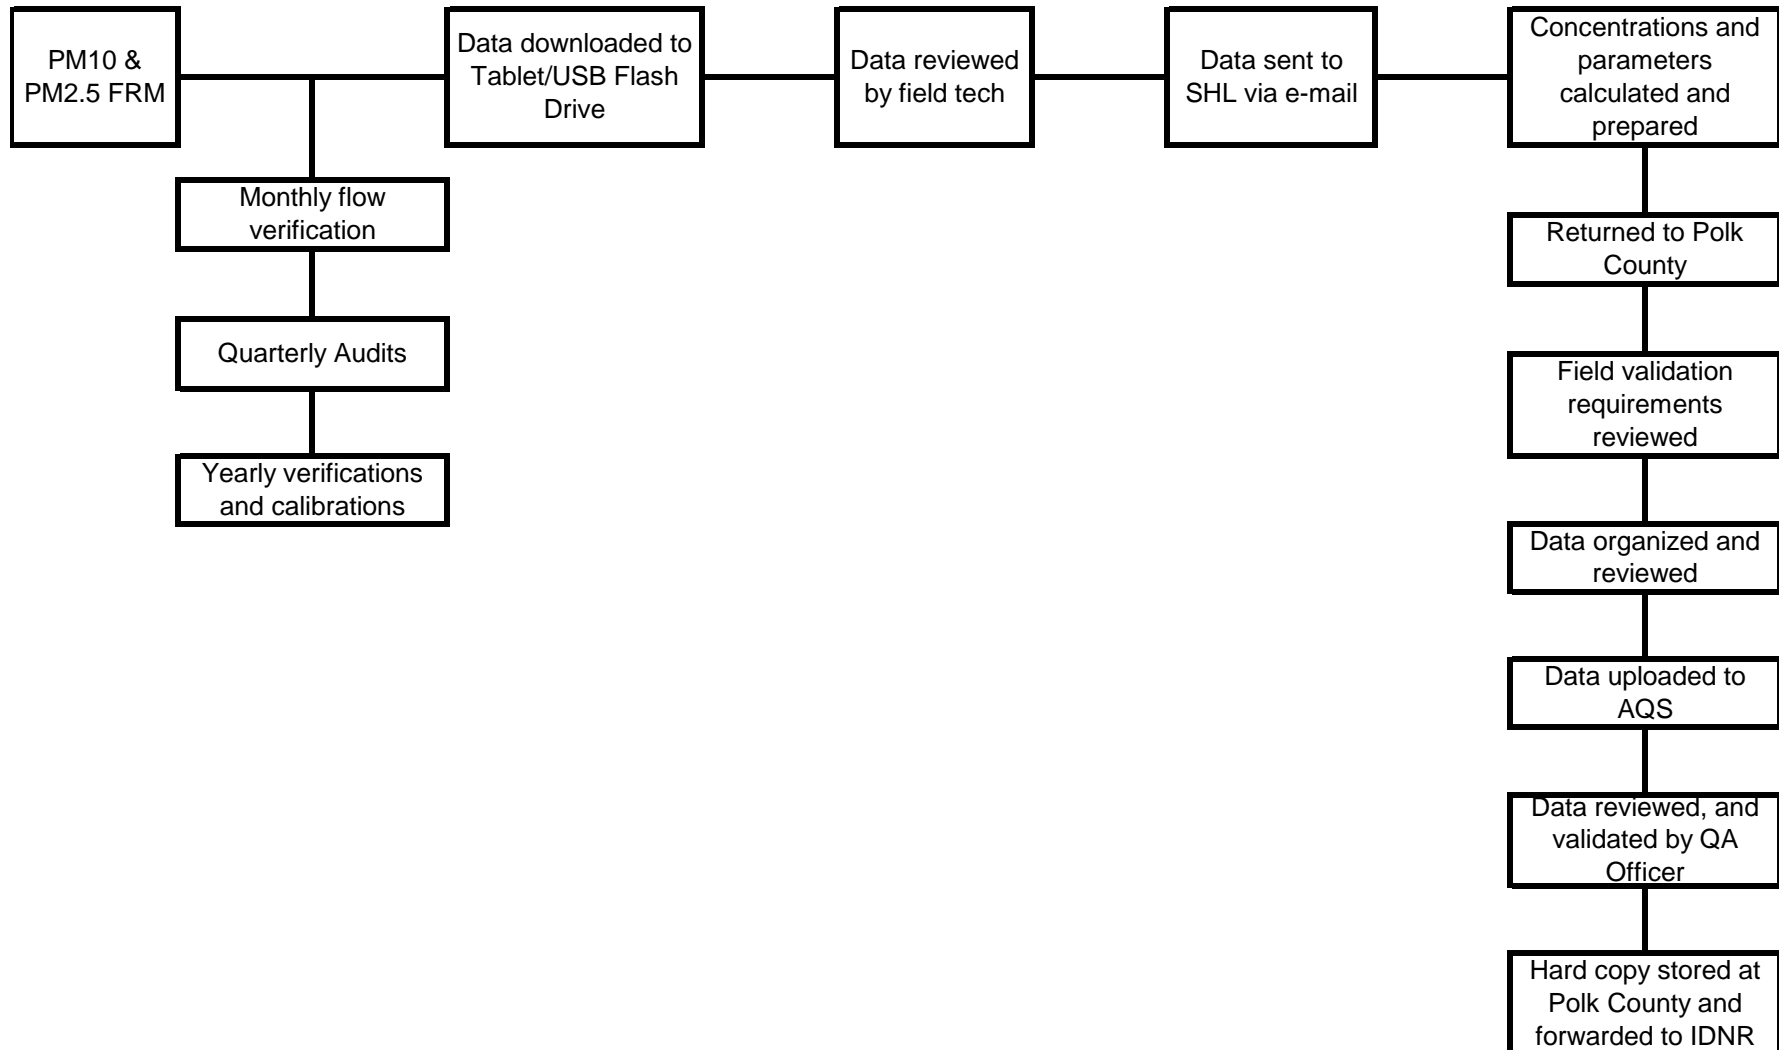 PM10 &
PM2.5 FRM
Data downloaded to
Tablet/USB Flash
Drive
Data reviewed
by field tech
Data sent to
SHL via e-mail
Concentrations and
parameters
calculated and
prepared
Monthly flow
verification
Quarterly Audits
Yearly verifications
and calibrations
Returned to Polk
County
Field validation
requirements
reviewed
Data organized and
reviewed
Data uploaded to
AQS
Data reviewed, and
validated by QA
Officer
Hard copy stored at
Polk County and
forwarded to IDNR